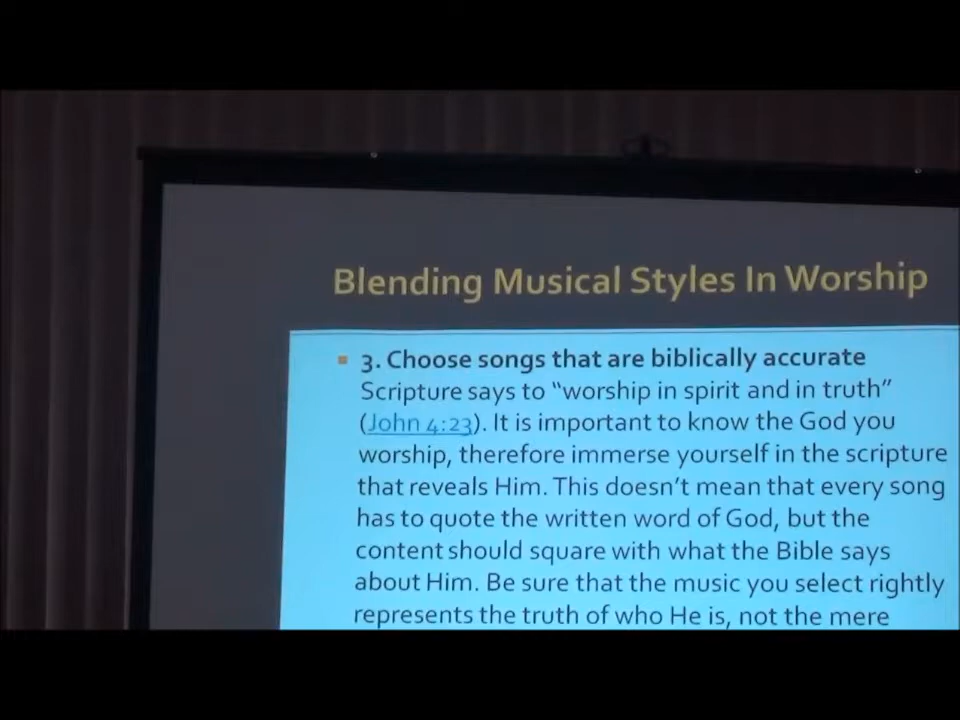 Blending Musical Styles In Worship
3. Choose songs that are biblically accurate
Scripture says to “worship in spirit and in truth”
(John 4:23). It is important to know the God you
worship, therefore immerse yourself in the scripture
that reveals Him. This doesn’t mean that every song
has to quote the written word of God, but the
content should square with what the Bible says
about Him. Be sure that the music you select rightly
represents the truth of who He is, not the mere